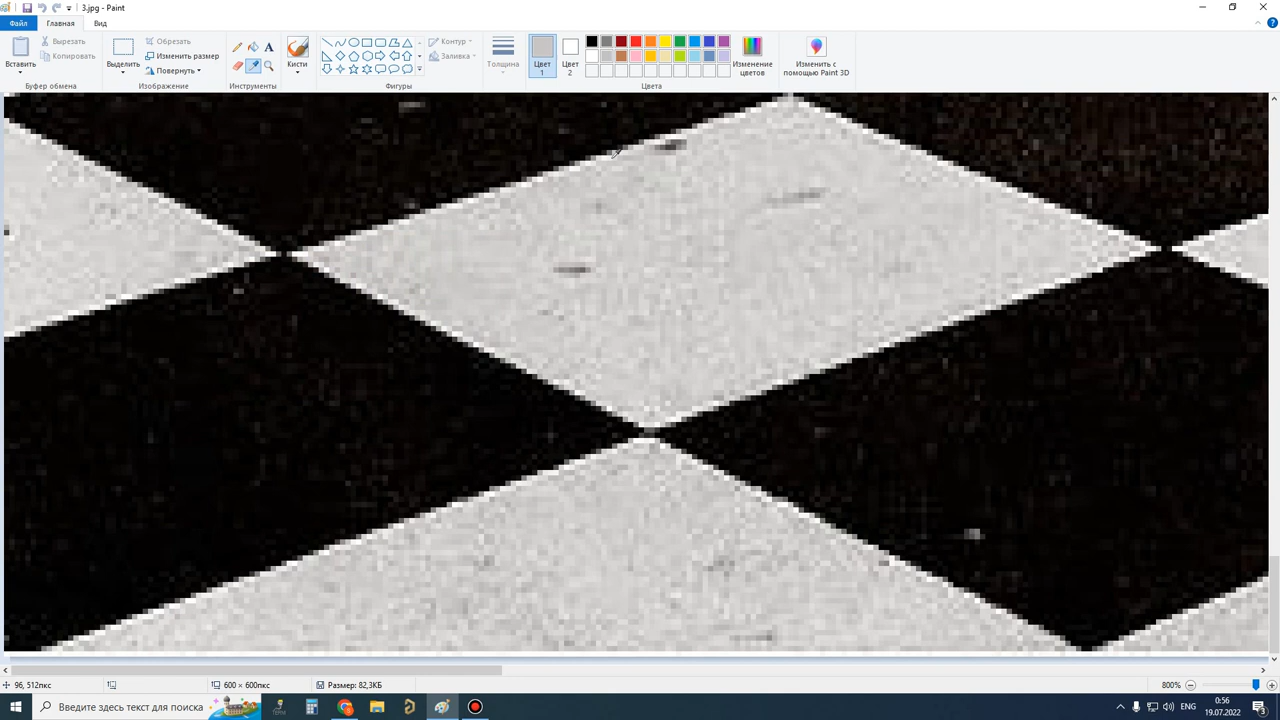 3.jpg - Paint
Файл Главная Вид
Вставить
Вырезать
Копировать
Буфер обмена
Выделить
Обрезать
Изменить размер
Повернуть
Изображение
A
Инструменты
Кисти
Контур
Заливка
Фигуры
Толщина
Цвет
1
Цвет
2
Изменение
цветов
Цвета
Изменить с
помощью Paint 3D
96, 512пкс
600 × 600пкс
Размер: 82,3КБ
800%
Введите здесь текст для поиска
TERM
ENG
0:56
19.07.2022